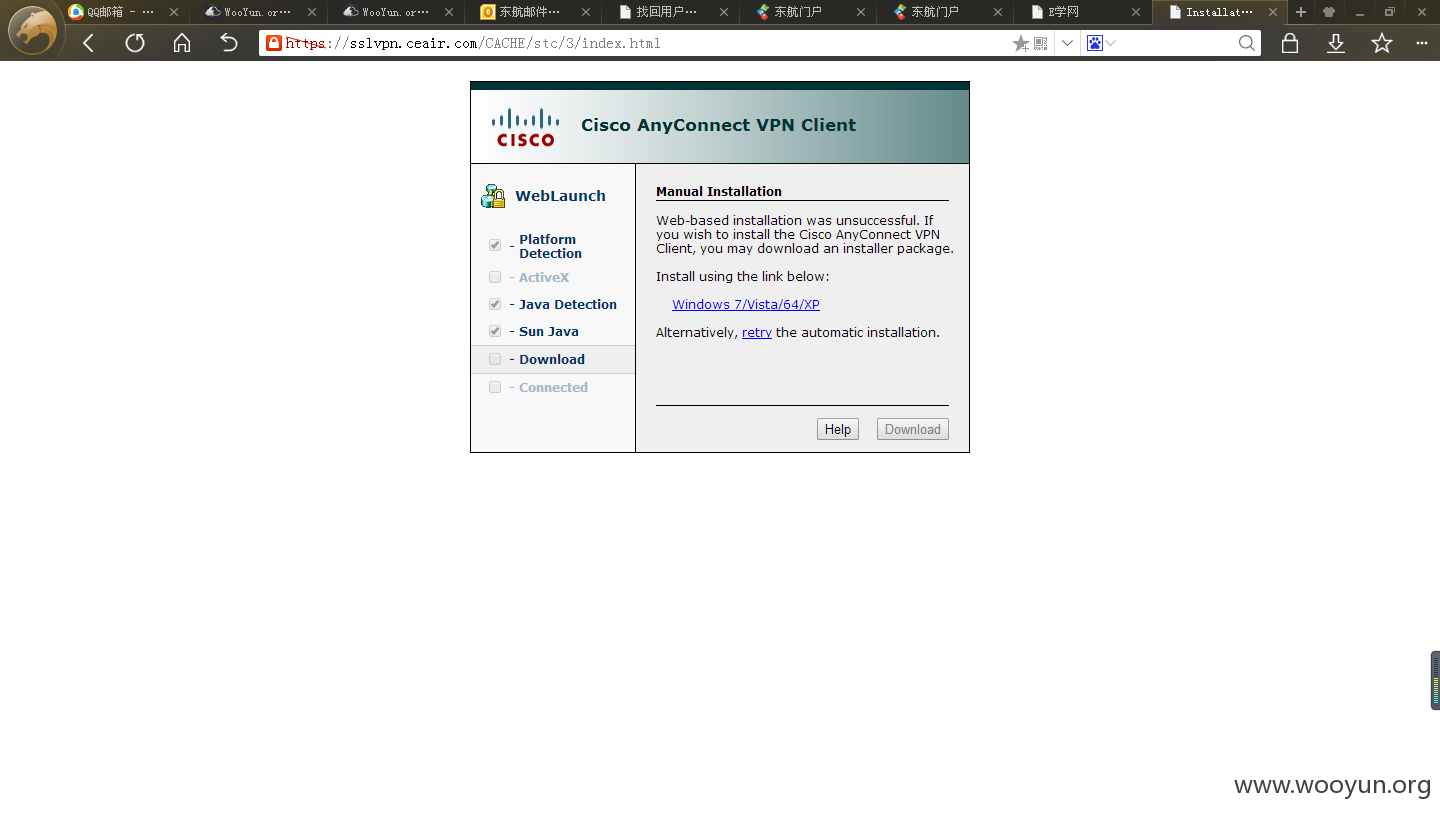 QQ邮箱 - …
WooYun.or…
WooYun.or…
东航邮件…
找回用户…
东航门户
东航门户
E学网
Installat…
https://sslvpn.ceair.com/CACHE/stc/3/index.html
CISCO
Cisco AnyConnect VPN Client
WebLaunch
- Platform
Detection
- ActiveX
- Java Detection
- Sun Java
- Download
- Connected
Manual Installation
Web-based installation was unsuccessful. If
you wish to install the Cisco AnyConnect VPN
Client, you may download an installer package.
Install using the link below:
Windows 7/Vista/64/XP
Alternatively, retry the automatic installation.
Help
Download
www.wooyun.org